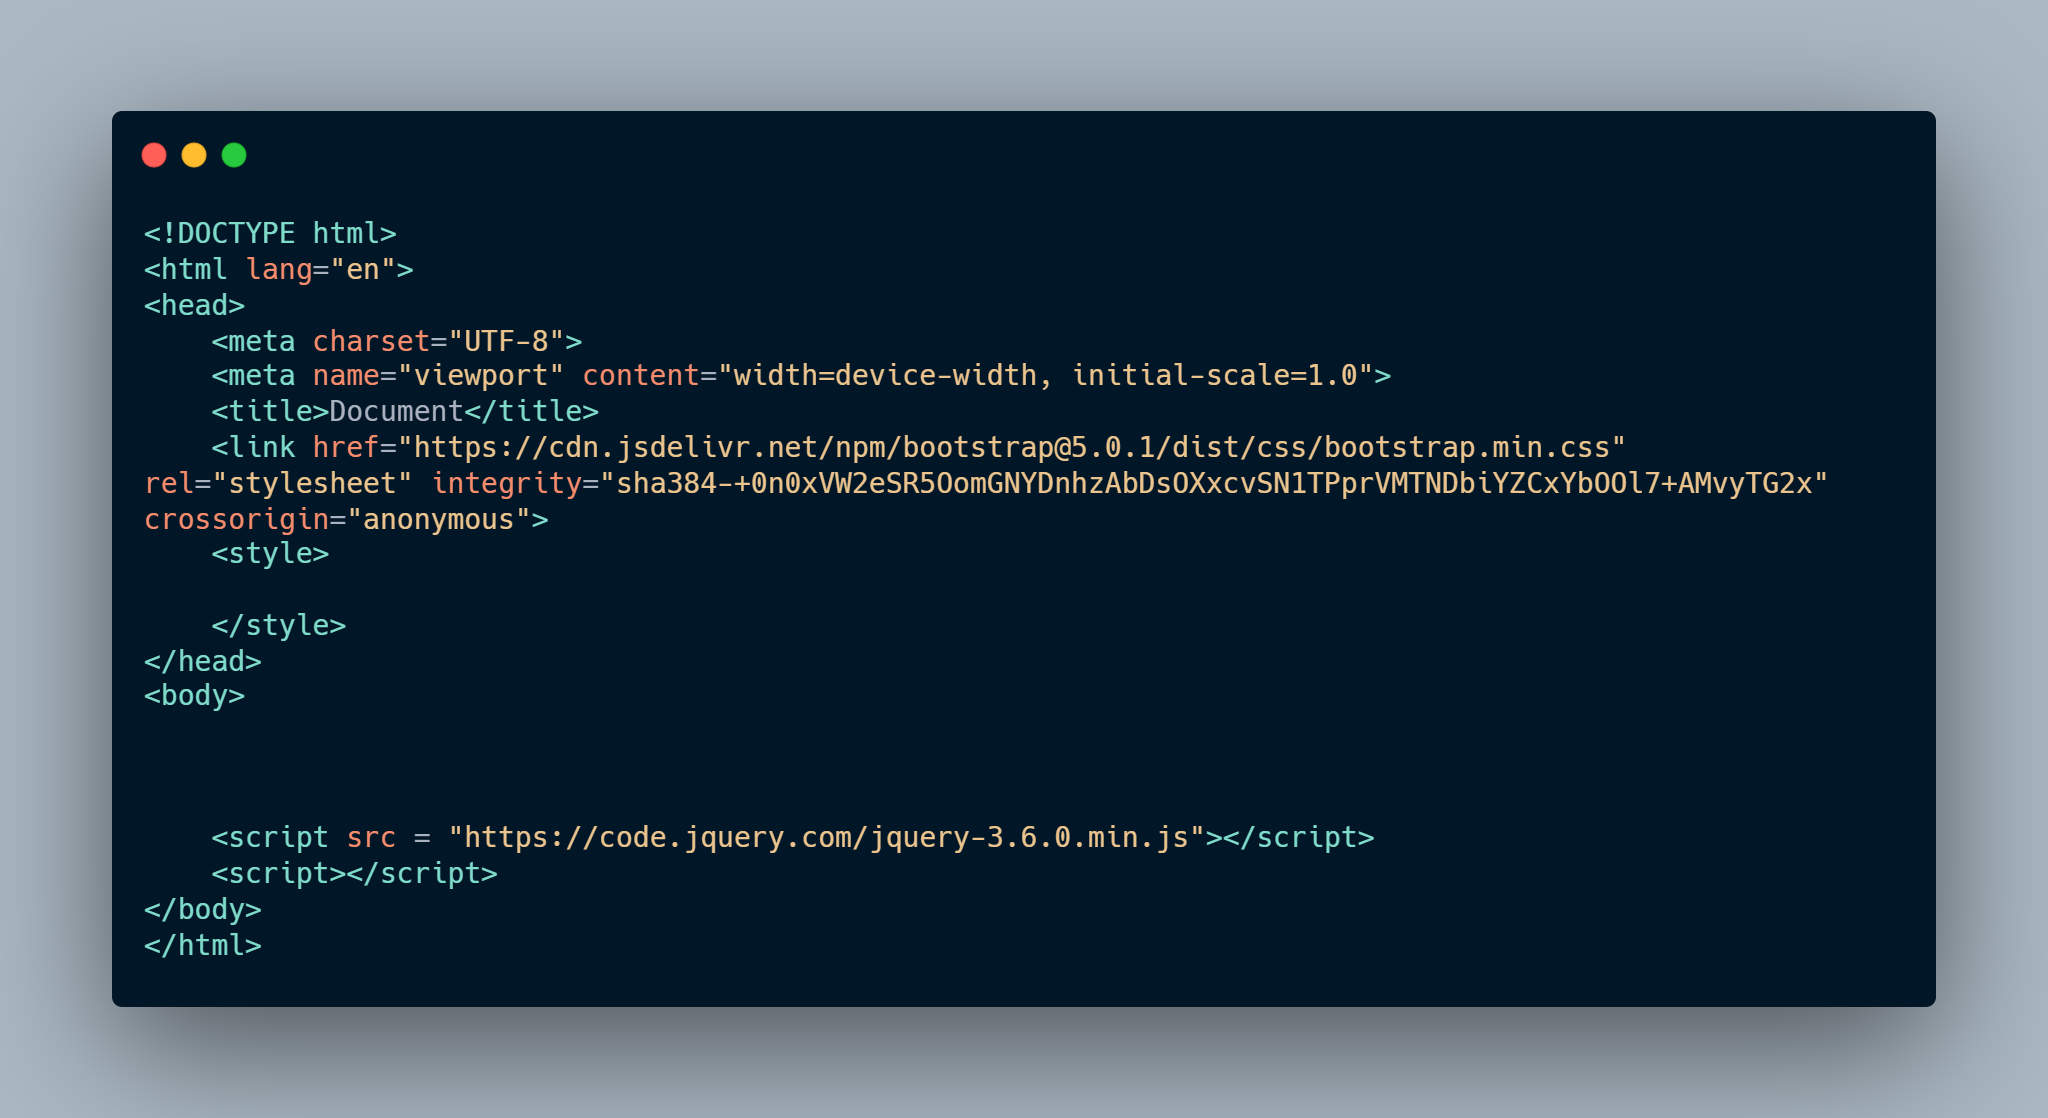 <!DOCTYPE html>
<html lang="en">
<head>
    <meta charset="UTF-8">
    <meta name="viewport" content="width=device-width, initial-scale=1.0">
    <title>Document</title>
    <link href="https://cdn.jsdelivr.net/npm/bootstrap@5.0.1/dist/css/bootstrap.min.css"
rel="stylesheet" integrity="sha384-+0n0xVW2eSR5OomGNYDnhzAbDsOXxcvSN1TPprVMTNDbiYZCxYbOOl7+AMvyTG2x"
crossorigin="anonymous">
    <style>

    </style>
</head>
<body>




    <script src = "https://code.jquery.com/jquery-3.6.0.min.js"></script>
    <script></script>
</body>
</html>